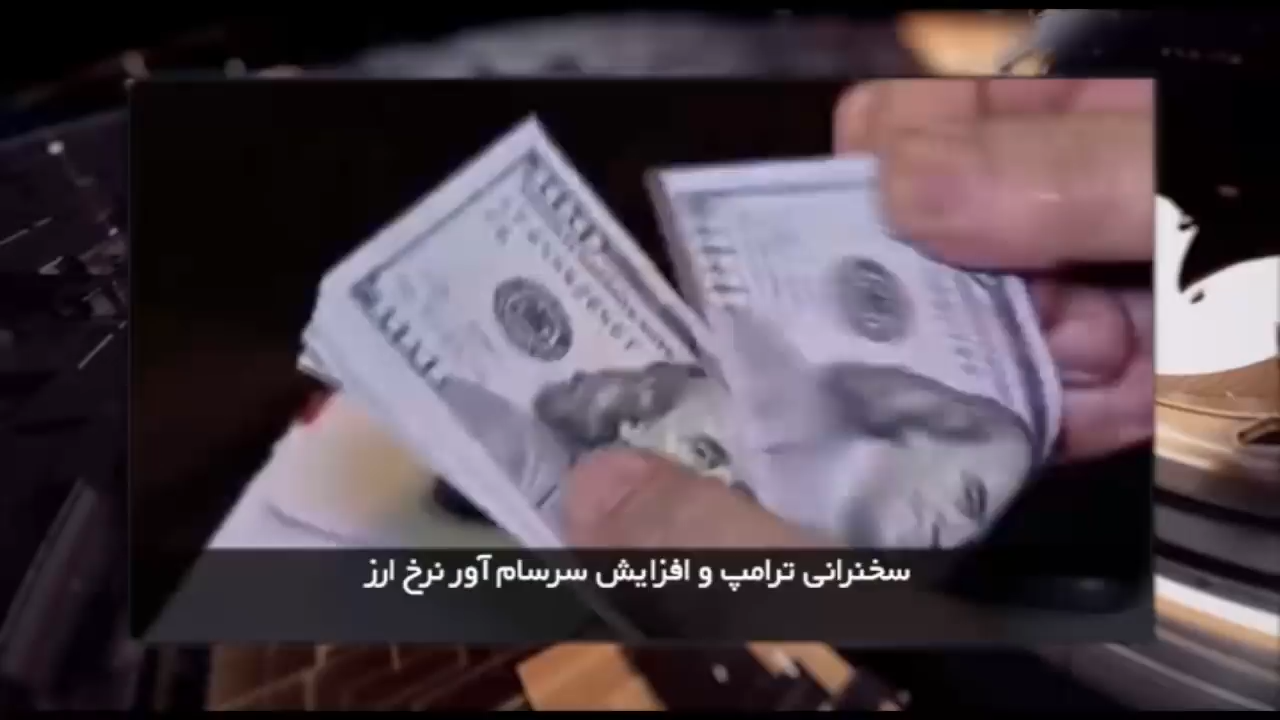 سخنرانی ترامپ و افزایش سرسام آور نرخ ارز